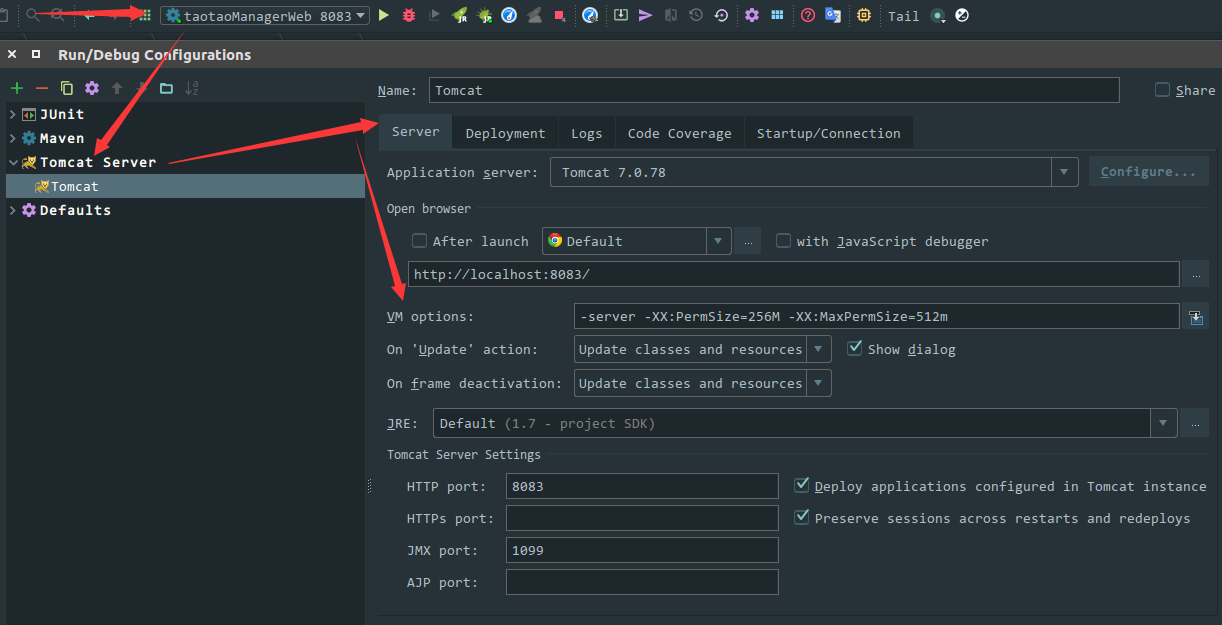 taotaoManagerWeb 8083
Tail
Run/Debug Configurations
Name: Tomcat
Share
JUnit
Maven
Tomcat Server
Tomcat
Defaults
Server Deployment Logs Code Coverage Startup/Connection
Application server: Tomcat 7.0.78 Configure...
Open browser
After launch Default ... with JavaScript debugger
http://localhost:8083/ ...
VM options: -server -XX:PermSize=256M -XX:MaxPermSize=512m
On 'Update' action: Update classes and resources Show dialog
On frame deactivation: Update classes and resources
JRE: Default (1.7 - project SDK) ...
Tomcat Server Settings
HTTP port: 8083 Deploy applications configured in Tomcat instance
HTTPs port: Preserve sessions across restarts and redeploys
JMX port: 1099
AJP port: